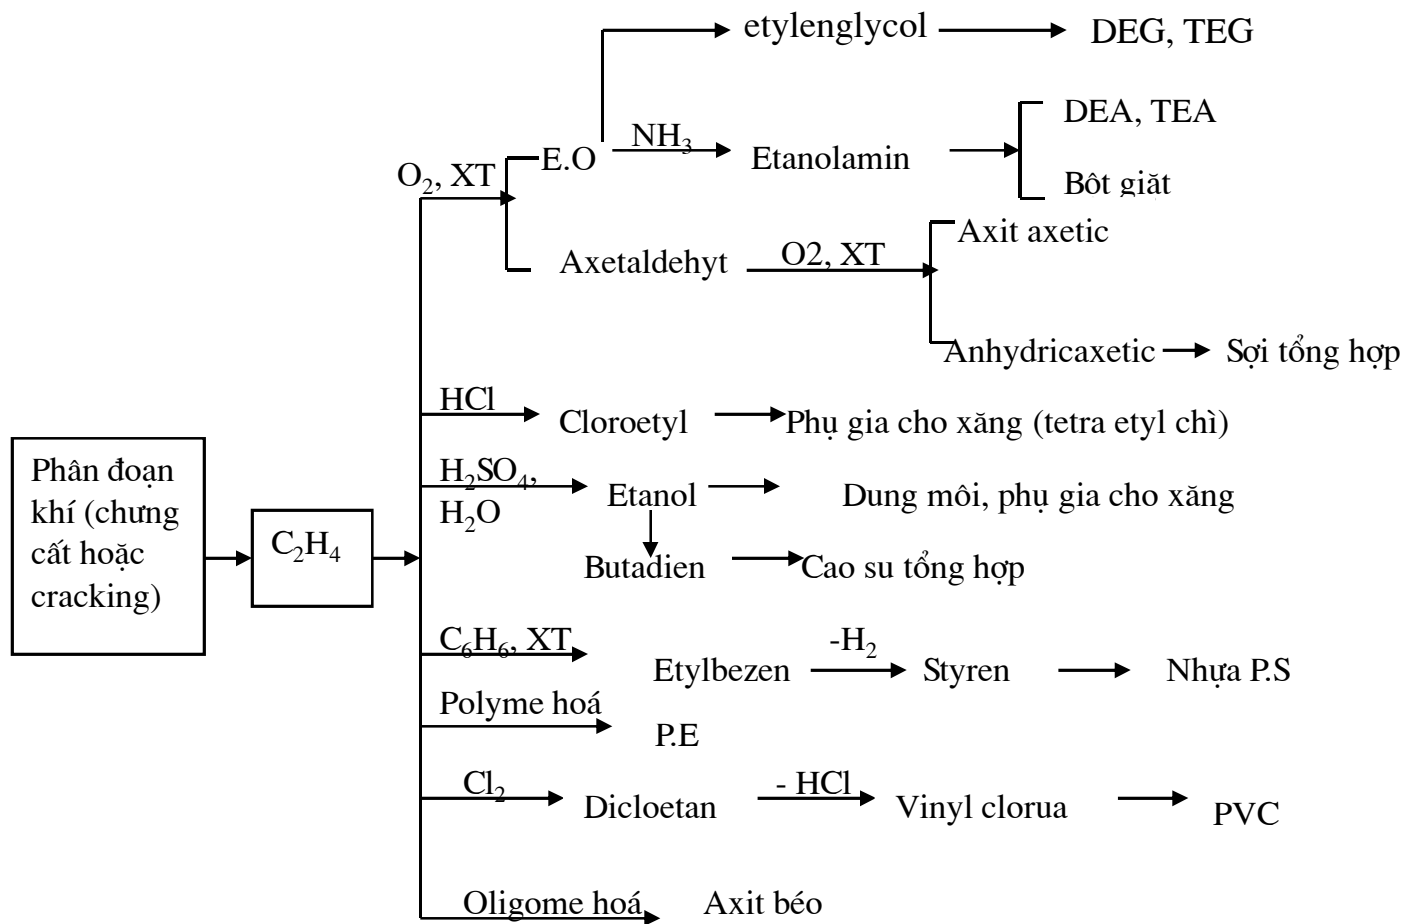 etylenglycol
DEG, TEG
DEA, TEA
NH₃
E.O
Etanolamin
O₂, XT
Bôt giăt
Axit axetic
Axetaldehyt
O2, XT
Anhydricaxetic
Sợi tổng hợp
HCl
Cloroetyl
Phụ gia cho xăng (tetra etyl chì)
Phân đoạn
khí (chưng
cất hoặc
cracking)
C₂H₄
H₂SO₄,
H₂O
Etanol
Dung môi, phụ gia cho xăng
Butadien
Cao su tổng hợp
C₆H₆, XT
Etylbezen
-H₂
Styren
Nhựa P.S
Polyme hoá
P.E
Cl₂
Dicloetan
- HCl
Vinyl clorua
PVC
Oligome hoá
Axit béo